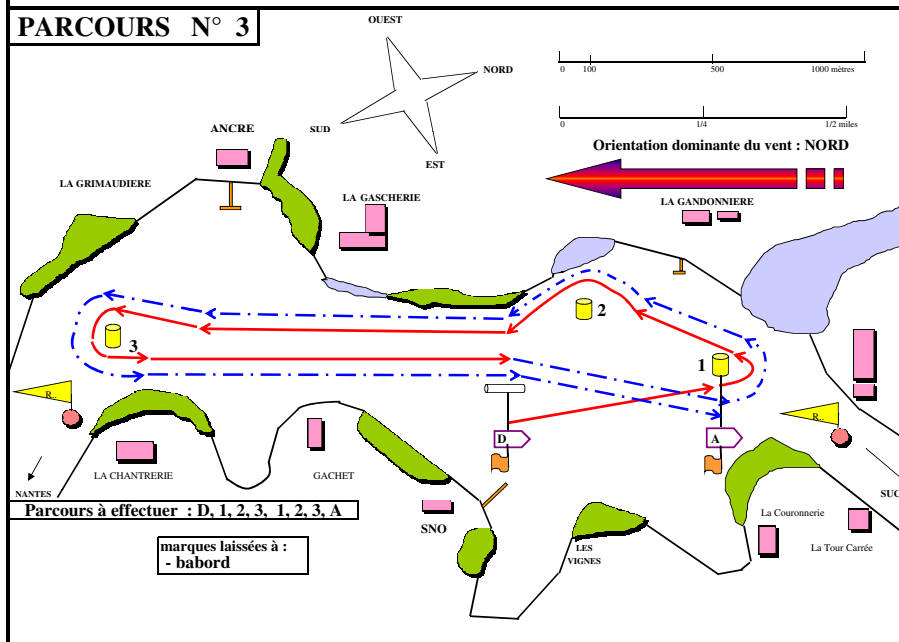 PARCOURS N° 3
OUEST
NORD
SUD
EST
0 100 500 1000 mètres
0 1/4 1/2 miles
Orientation dominante du vent : NORD
ANCRE
LA GRIMAUDIERE
LA GASCHERIE
LA GANDONNIERE
2
3
1
R..
D
A
R..
LA CHANTRERIE
GACHET
NANTES
SUC
Parcours à effectuer : D, 1, 2, 3, 1, 2, 3, A
SNO
La Couronnerie
La Tour Carrée
LES
VIGNES
marques laissées à :
- babord